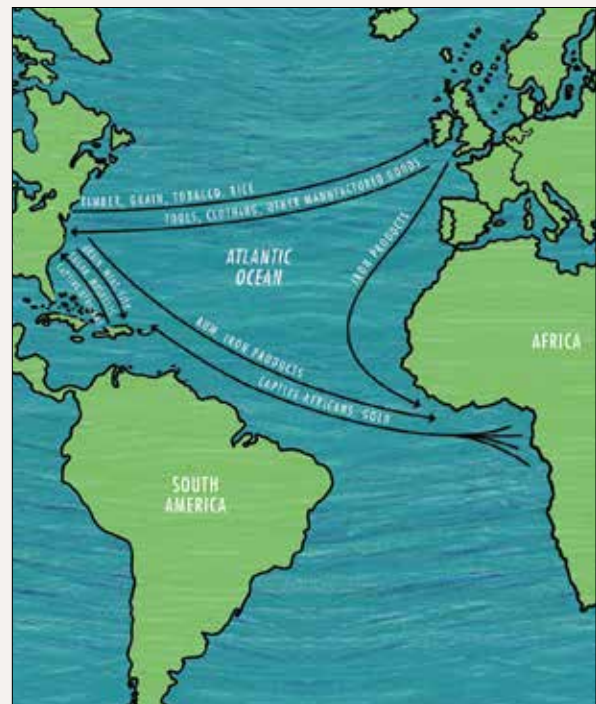 TIMBER, GRAIN, TOBACCO, RICE
TOOLS, CLOTHING, OTHER MANUFACTURED GOODS
ATLANTIC
OCEAN
IRON PRODUCTS
AFRICA
RUM, IRON PRODUCTS
CAPTIVE AFRICANS, GOLD
SOUTH
AMERICA